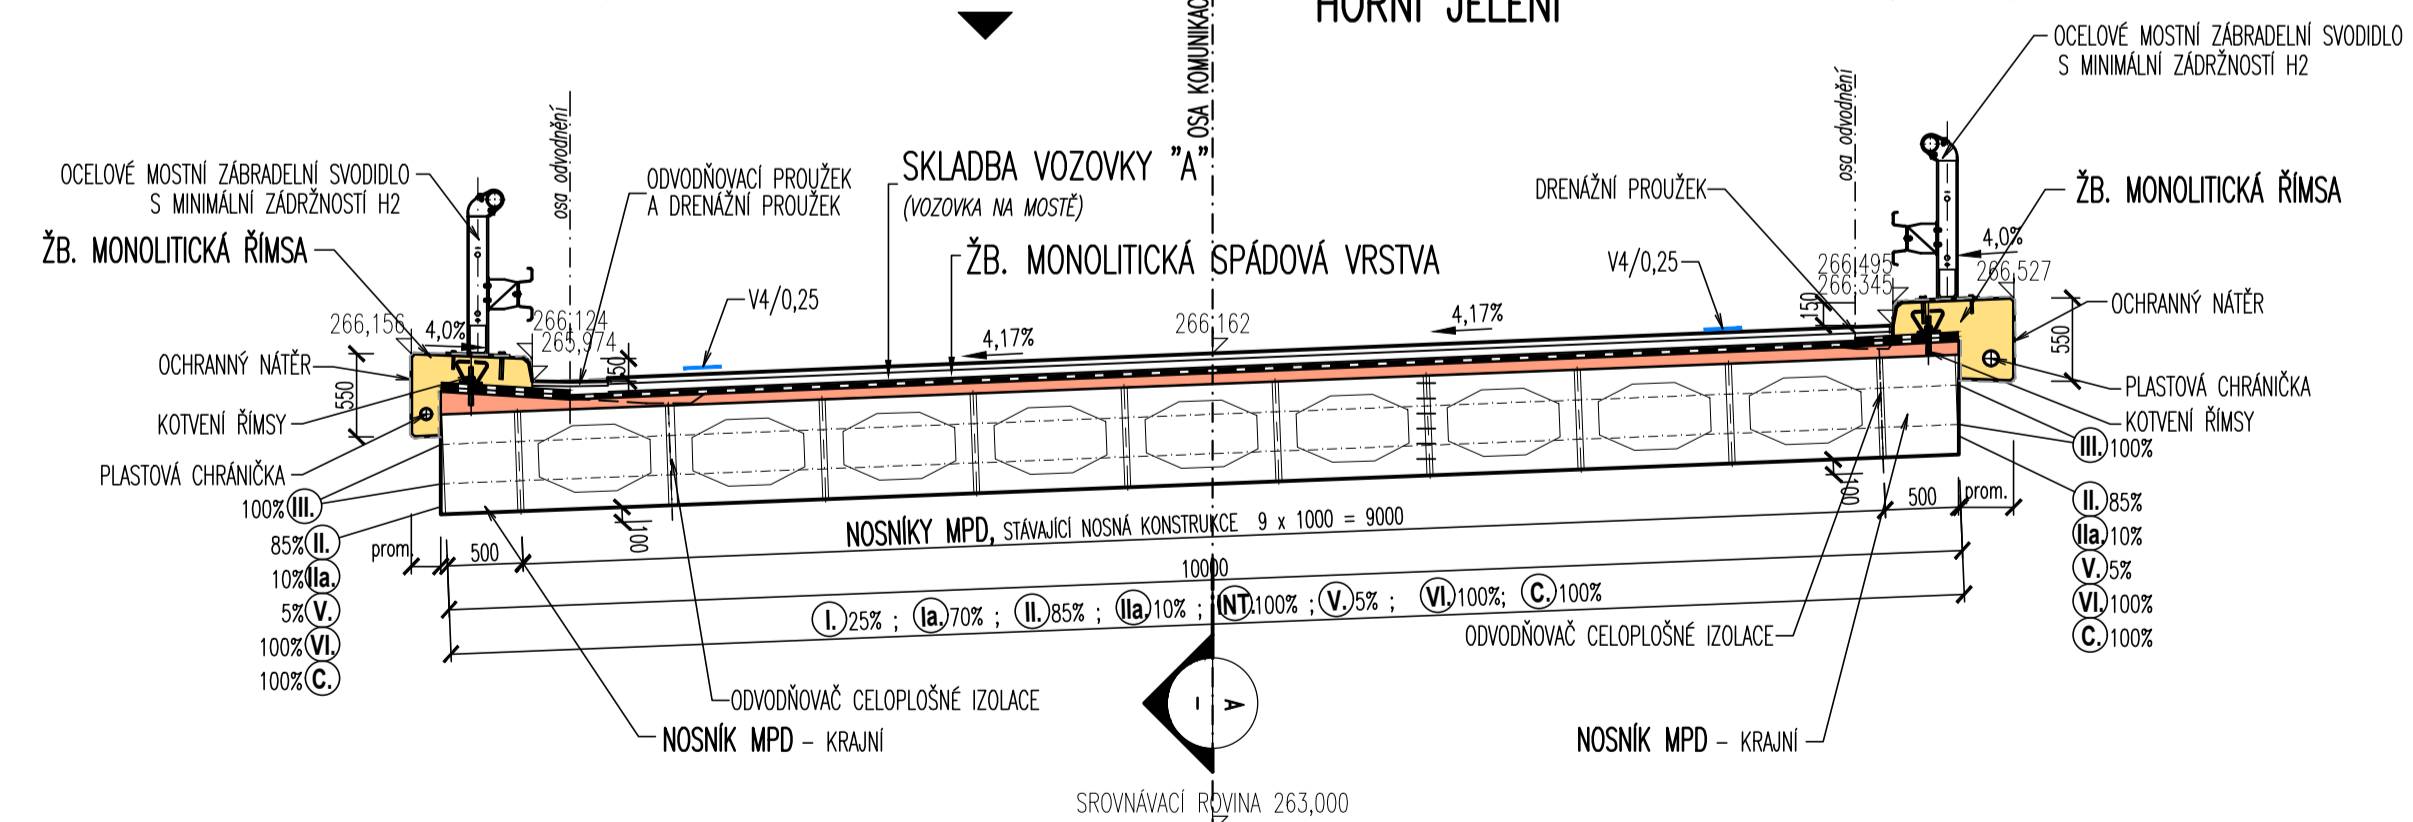 HORNÍ JELENÍ
OSA KOMUNIKAC
OCELOVÉ MOSTNÍ ZÁBRADELNÍ SVODIDLO
S MINIMÁLNÍ ZÁDRŽNOSTÍ H2
osa odvodnění
osa odvodnění
OCELOVÉ MOSTNÍ ZÁBRADELNÍ SVODIDLO
S MINIMÁLNÍ ZÁDRŽNOSTÍ H2
ODVODŇOVACÍ PROUŽEK
A DRENÁŽNÍ PROUŽEK
SKLADBA VOZOVKY "A"
(VOZOVKA NA MOSTĚ)
DRENÁŽNÍ PROUŽEK
ŽB. MONOLITICKÁ ŘÍMSA
ŽB. MONOLITICKÁ ŘÍMSA
ŽB. MONOLITICKÁ SPÁDOVÁ VRSTVA
V4/0,25
V4/0,25
4,0%
266,495
266,345
266,527
150
OCHRANNÝ NÁTĚR
550
266,156
4,0%
266,124
265,974
4,17%
266,162
4,17%
OCHRANNÝ NÁTĚR
550
150
PLASTOVÁ CHRÁNIČKA
KOTVENÍ ŘÍMSY
KOTVENÍ ŘÍMSY
PLASTOVÁ CHRÁNIČKA
III. 100%
100% III.
85% II.
10% IIa.
5% V.
100% VI.
100% C.
prom.
500
100
NOSNÍKY MPD, STÁVAJÍCÍ NOSNÁ KONSTRUKCE 9 x 1000 = 9000
100
500
prom.
II. 85%
IIa. 10%
V. 5%
VI. 100%
C. 100%
10000
I. 25% ; Ia. 70% ; II. 85% ; IIa. 10% ; INT. 100% ; V. 5% ; VI. 100%; C. 100%
ODVODŇOVAČ CELOPLOŠNÉ IZOLACE
ODVODŇOVAČ CELOPLOŠNÉ IZOLACE
NOSNÍK MPD – KRAJNÍ
A
–
NOSNÍK MPD – KRAJNÍ
SROVNÁVACÍ ROVINA 263,000